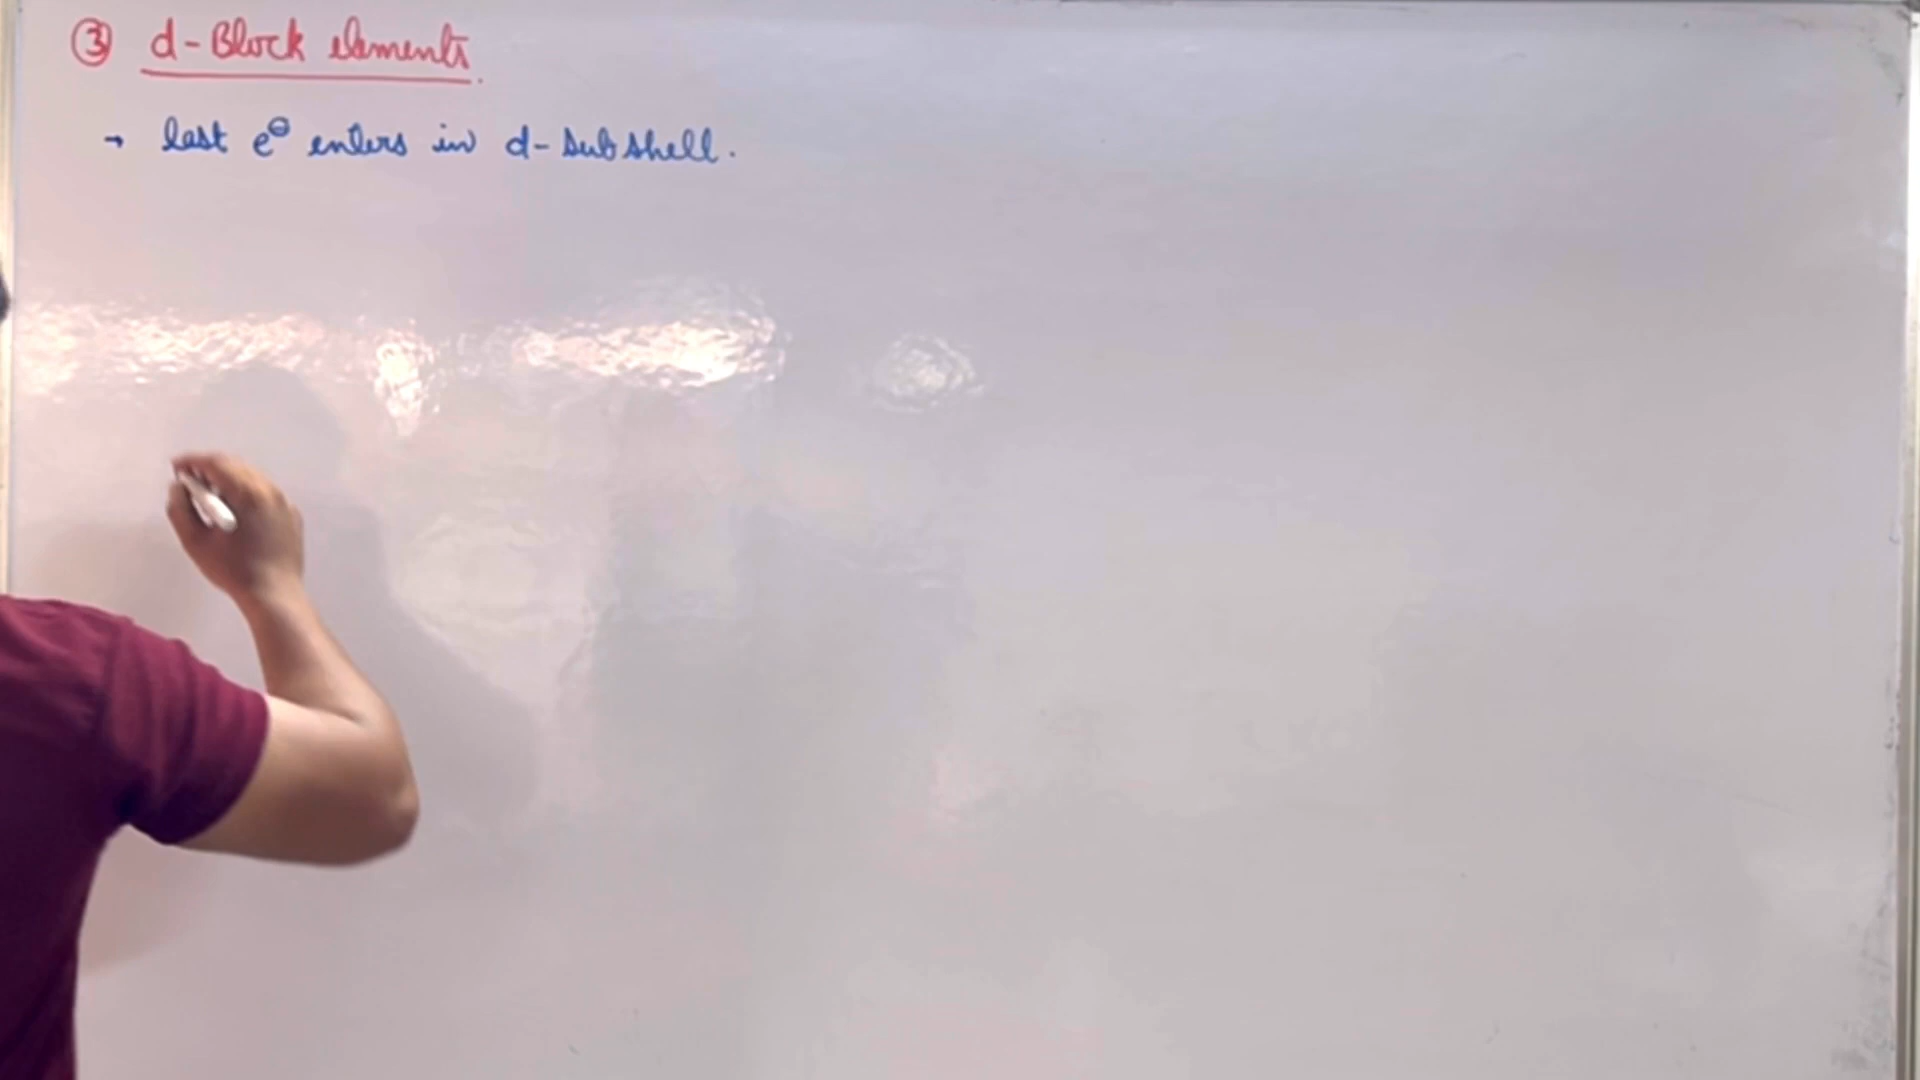 ③ d-Block elements.
→ last e⊖ enters in d-subshell.